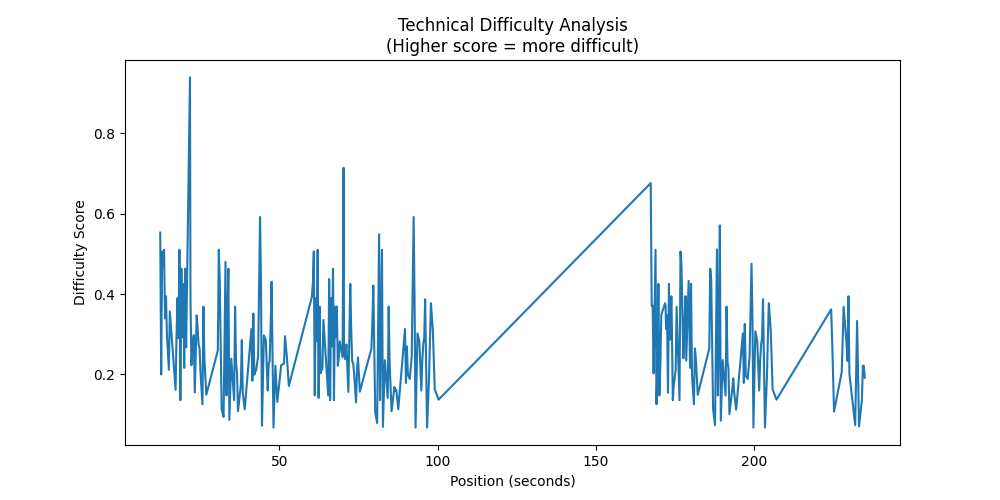 Technical Difficulty Analysis
(Higher score = more difficult)
Difficulty Score
0.8
0.6
0.4
0.2
50
100
150
200
Position (seconds)